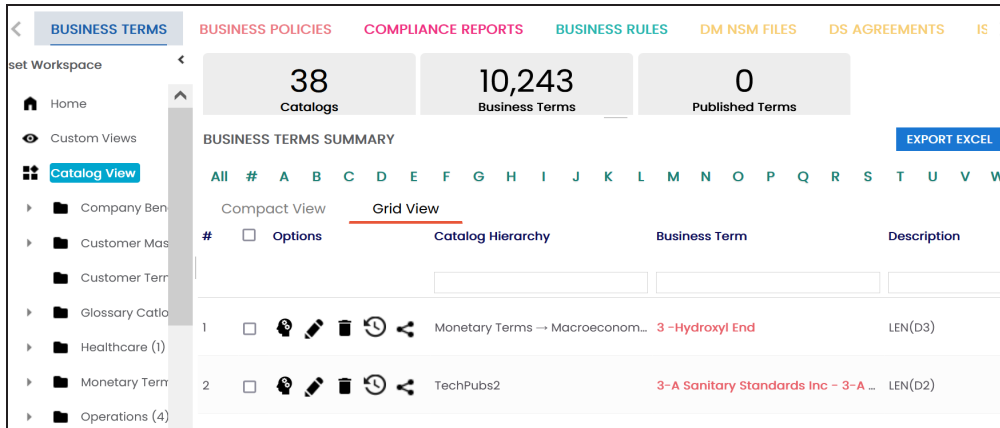 BUSINESS TERMS BUSINESS POLICIES COMPLIANCE REPORTS BUSINESS RULES DM NSM FILES DS AGREEMENTS IS
set Workspace
Home
Custom Views
Catalog View
Company Ben
Customer Mas
Customer Tern
Glossary Catlo
Healthcare (1)
Monetary Term
Operations (4)
38
Catalogs
10,243
Business Terms
0
Published Terms
BUSINESS TERMS SUMMARY
EXPORT EXCEL
All # A B C D E F G H I J K L M N O P Q R S T U V W
Compact View Grid View
# Options Catalog Hierarchy Business Term Description
1 Monetary Terms → Macroeconom... 3 -Hydroxyl End LEN(D3)
2 TechPubs2 3-A Sanitary Standards Inc - 3-A ... LEN(D2)